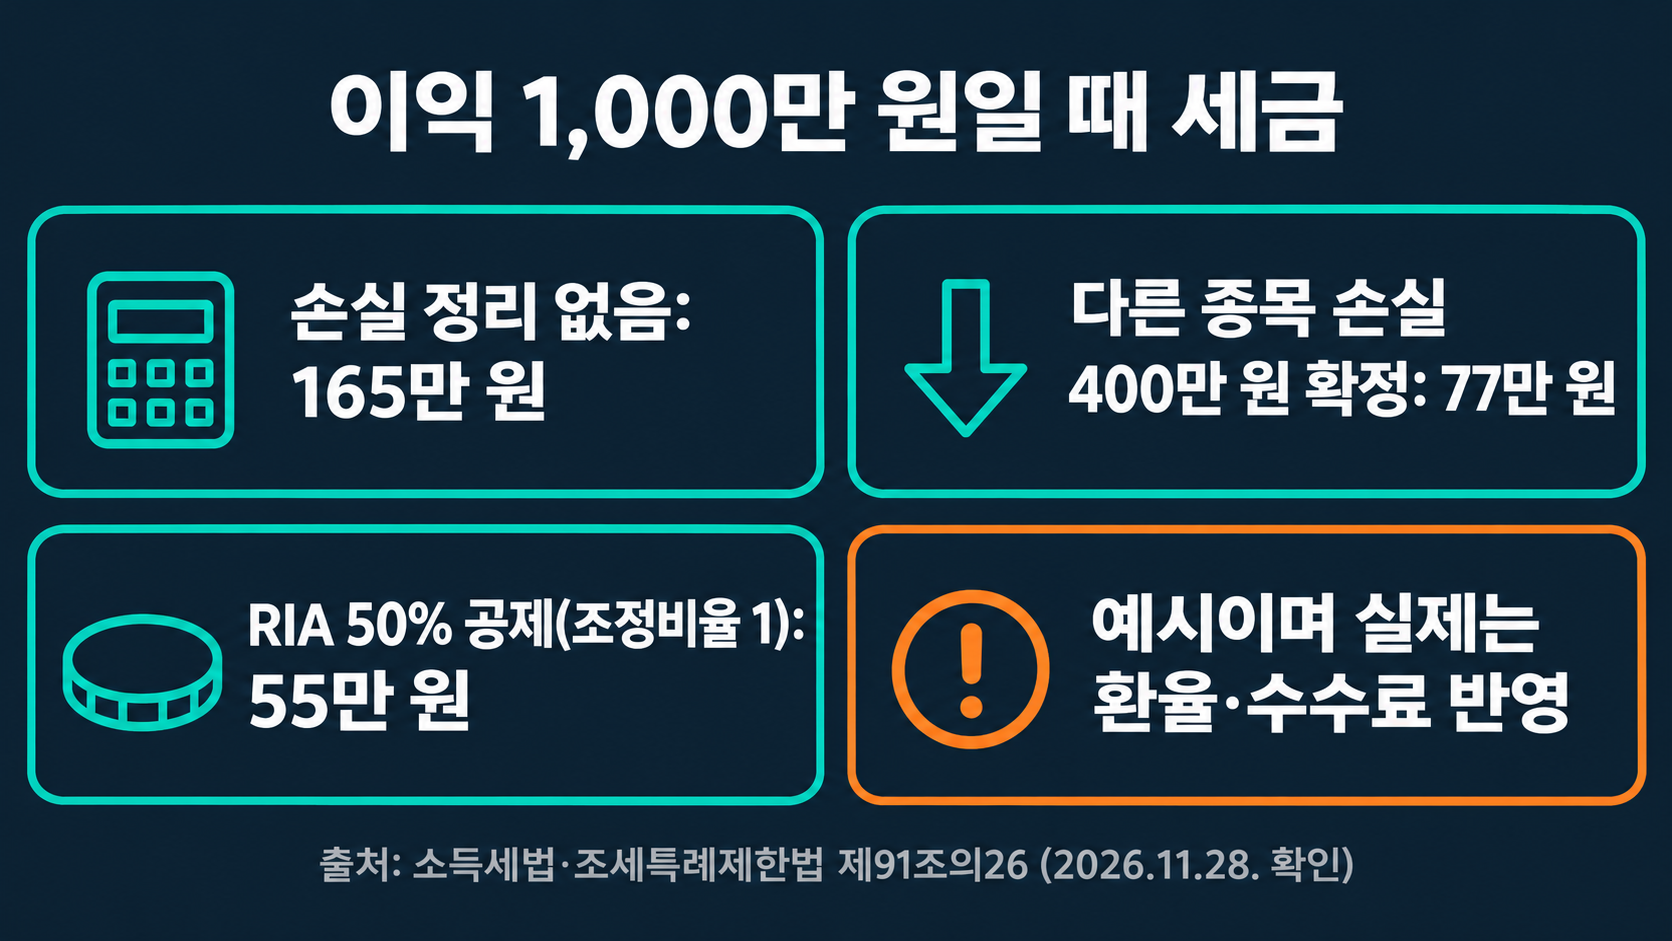 이익 1,000만 원일 때 세금
손실 정리 없음:
165만 원
다른 종목 손실
400만 원 확정: 77만 원
RIA 50% 공제(조정비율 1):
55만 원
예시이며 실제는
환율·수수료 반영
출처: 소득세법·조세특례제한법 제91조의26 (2026.11.28. 확인)